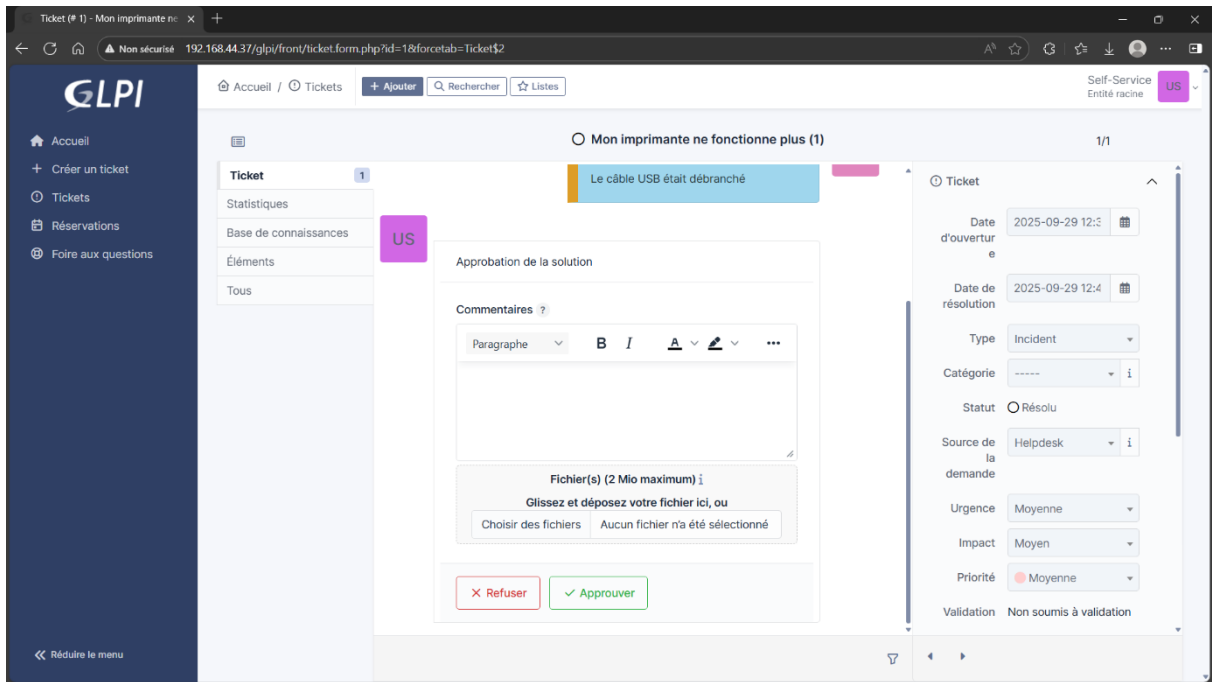 Ticket (# 1) - Mon imprimante ne
Non sécurisé 192.168.44.37/glpi/front/ticket.form.php?id=1&forcetab=Ticket$2
GLPI
Accueil
Créer un ticket
Tickets
Réservations
Foire aux questions
Réduire le menu
Accueil / Tickets + Ajouter Rechercher Listes
Self-Service
Entité racine
US
Mon imprimante ne fonctionne plus (1)
1/1
Ticket 1
Statistiques
Base de connaissances
Éléments
Tous
Le câble USB était débranché
US
Approbation de la solution
Commentaires ?
Paragraphe B I A
Fichier(s) (2 Mio maximum) i
Glissez et déposez votre fichier ici, ou
Choisir des fichiers Aucun fichier n'a été sélectionné
Refuser Approuver
Ticket
Date 2025-09-29 12:3
d'ouvertur
e
Date de 2025-09-29 12:4
résolution
Type Incident
Catégorie ----- i
Statut Résolu
Source de Helpdesk i
la
demande
Urgence Moyenne
Impact Moyen
Priorité Moyenne
Validation Non soumis à validation